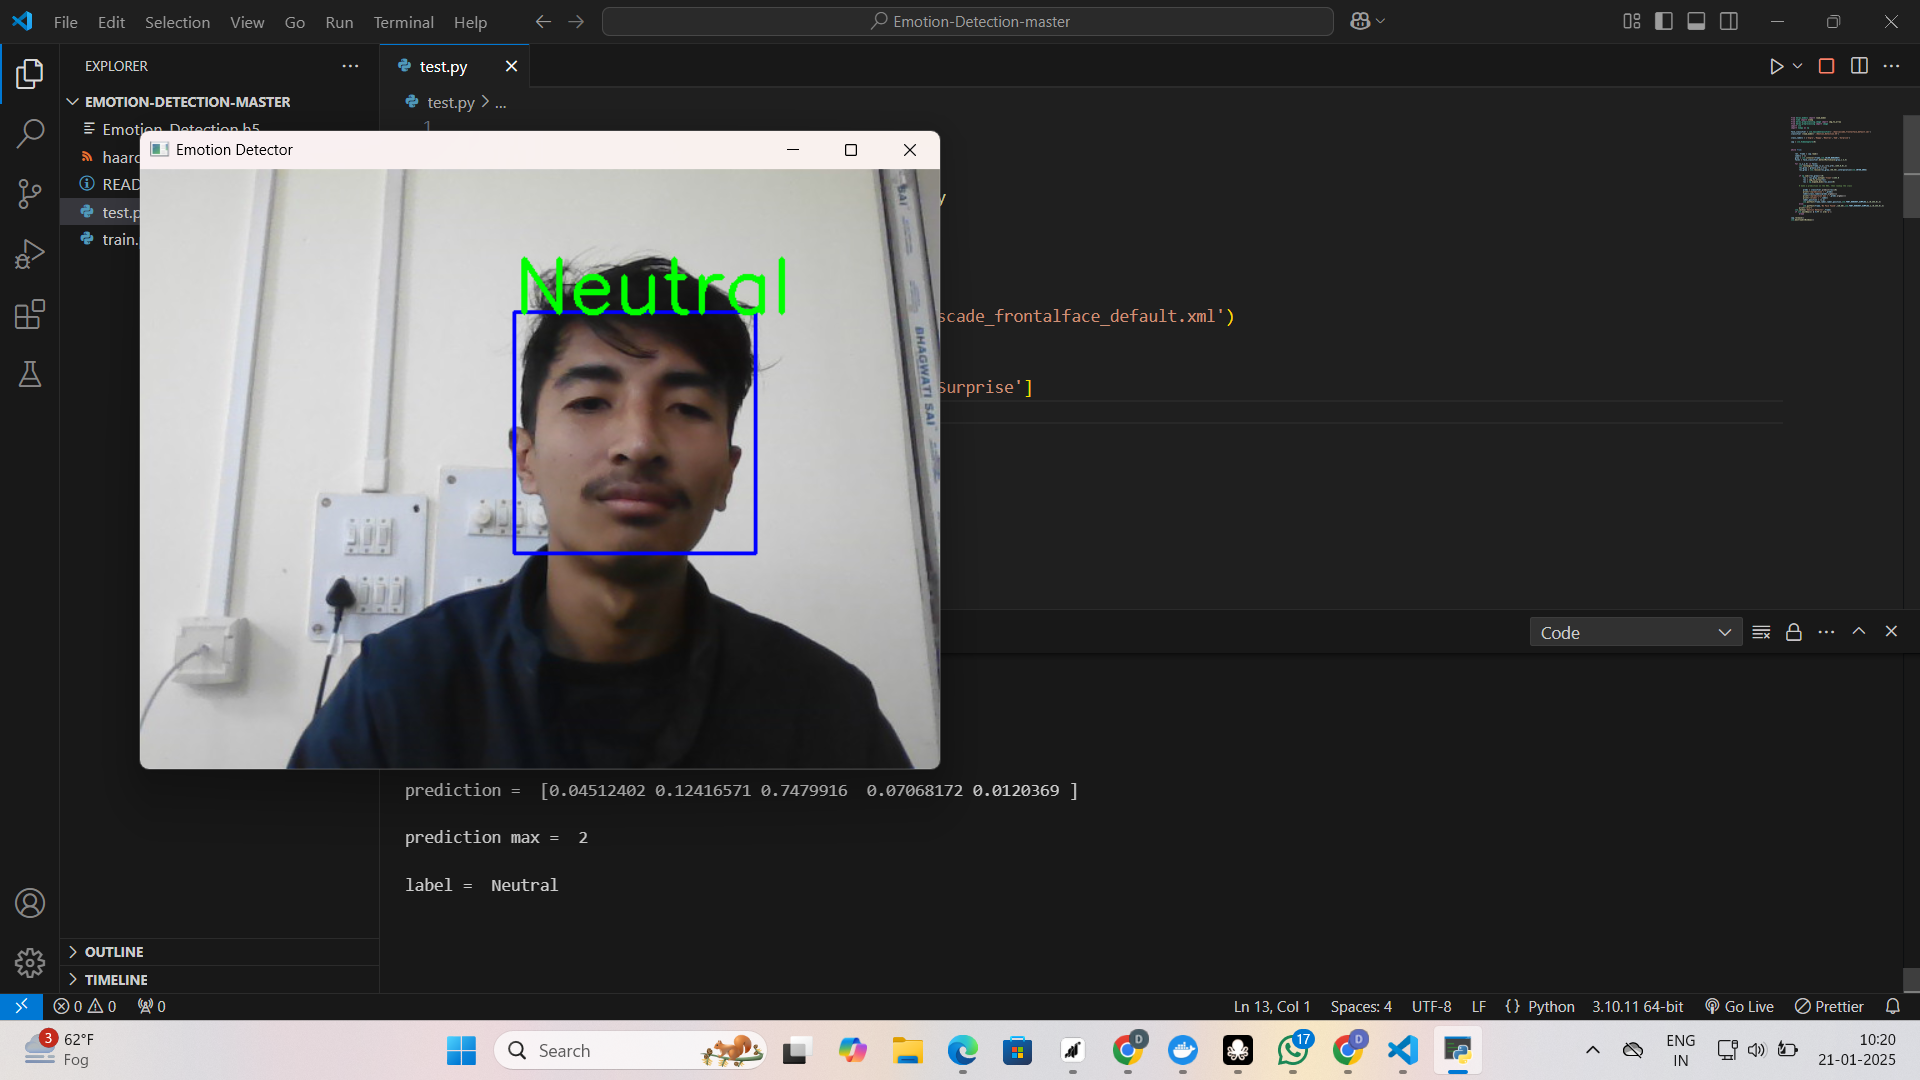 File Edit Selection View Go Run Terminal Help
Emotion-Detection-master
EXPLORER
test.py
EMOTION-DETECTION-MASTER
test.py > ...
Emotion_Detection.h5
1
Emotion Detector
train.
SAI
BHAGWATI SAI
Neutral
scade_frontalface_default.xml')
Surprise']
Code
prediction = [0.04512402 0.12416571 0.7479916 0.07068172 0.0120369 ]
prediction max = 2
label = Neutral
OUTLINE
TIMELINE
0 0 0
Ln 13, Col 1 Spaces: 4 UTF-8 LF {} Python 3.10.11 64-bit Go Live Prettier
3 62°F
Fog
Search
D
17
D
ENG
IN
10:20
21-01-2025